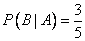 P(B | A) = 3/5